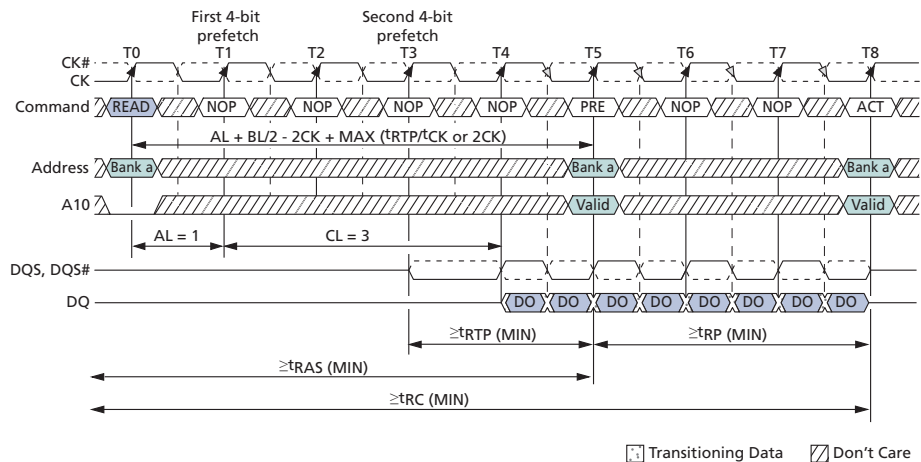 First 4-bit prefetch
Second 4-bit prefetch
T0 T1 T2 T3 T4 T5 T6 T7 T8
CK#
CK
Command READ NOP NOP NOP NOP PRE NOP NOP ACT
AL + BL/2 - 2CK + MAX (tRTP/tCK or 2CK)
Address Bank a Bank a Bank a
A10 Valid Valid
AL = 1 CL = 3
DQS, DQS#
DQ DO DO DO DO DO DO DO DO
≥tRTP (MIN) ≥tRP (MIN)
≥tRAS (MIN)
≥tRC (MIN)
Transitioning Data Don't Care